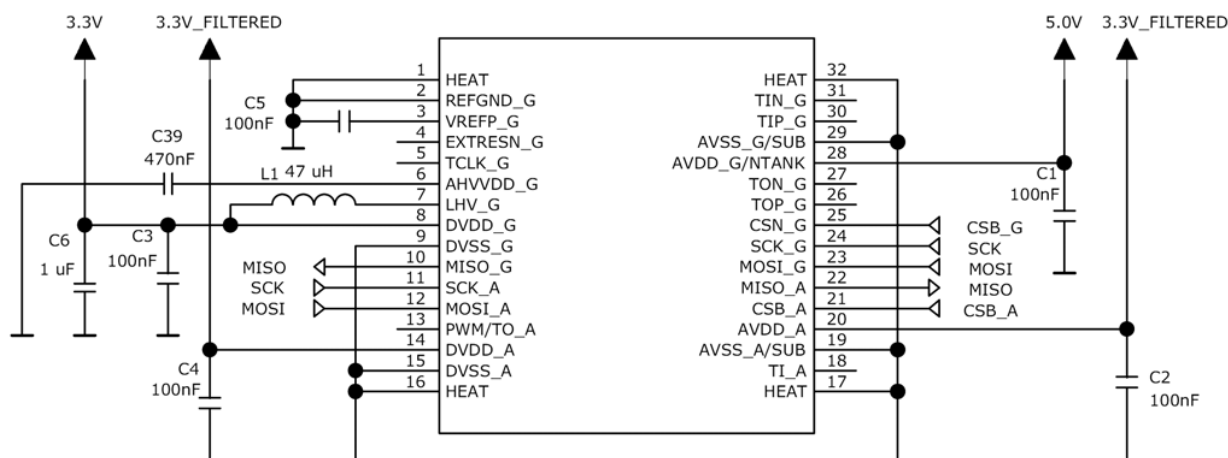 3.3V 3.3V_FILTERED 5.0V 3.3V_FILTERED
1 HEAT HEAT 32
2 REFGND_G TIN_G 31
C5
100nF
3 VREFP_G TIP_G 30
4 EXTRESN_G AVSS_G/SUB 29
C39
470nF
5 TCLK_G AVDD_G/NTANK 28
L1 47 uH
6 AHVVDD_G TON_G 27
C1
100nF
7 LHV_G TOP_G 26
8 DVDD_G CSN_G 25 CSB_G
C6
1 uF
C3
100nF
9 DVSS_G SCK_G 24 SCK
MISO 10 MISO_G MOSI_G 23 MOSI
SCK 11 SCK_A MISO_A 22 MISO
MOSI 12 MOSI_A CSB_A 21 CSB_A
13 PWM/TO_A AVDD_A 20
14 DVDD_A AVSS_A/SUB 19
C4
100nF
15 DVSS_A TI_A 18
16 HEAT HEAT 17
C2
100nF